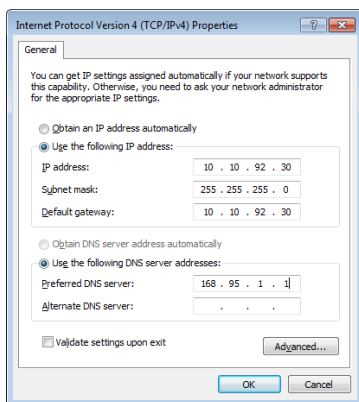 Internet Protocol Version 4 (TCP/IPv4) Properties
General
You can get IP settings assigned automatically if your network supports
this capability. Otherwise, you need to ask your network administrator
for the appropriate IP settings.
Obtain an IP address automatically
Use the following IP address:
IP address: 10 . 10 . 92 . 30
Subnet mask: 255 . 255 . 255 . 0
Default gateway: 10 . 10 . 92 . 30
Obtain DNS server address automatically
Use the following DNS server addresses:
Preferred DNS server: 168 . 95 . 1 . 1
Alternate DNS server: . . .
Validate settings upon exit
Advanced...
OK Cancel